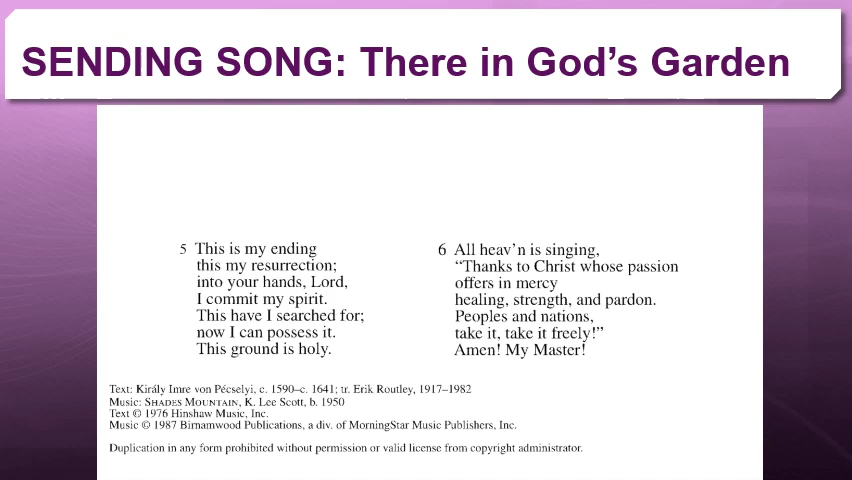 SENDING SONG: There in God’s Garden
5 This is my ending
this my resurrection;
into your hands, Lord,
I commit my spirit.
This have I searched for;
now I can possess it.
This ground is holy.
6 All heav’n is singing,
“Thanks to Christ whose passion
offers in mercy
healing, strength, and pardon.
Peoples and nations,
take it, take it freely!”
Amen! My Master!
Text: Király Imre von Pécselyi, c. 1590–c. 1641; tr. Erik Routley, 1917–1982
Music: SHADES MOUNTAIN, K. Lee Scott, b. 1950
Text © 1976 Hinshaw Music, Inc.
Music © 1987 Birnamwood Publications, a div. of MorningStar Music Publishers, Inc.
Duplication in any form prohibited without permission or valid license from copyright administrator.